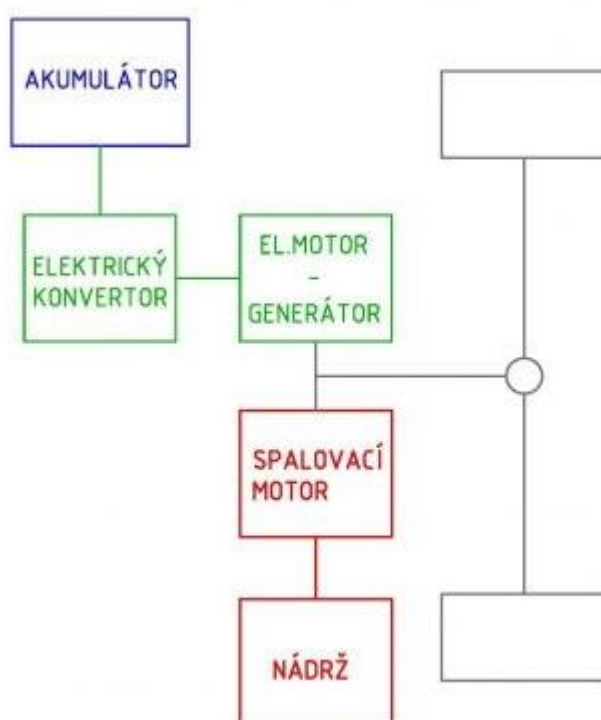 AKUMULÁTOR
ELEKTRICKÝ
KONVERTOR
EL.MOTOR
-
GENERÁTOR
SPALOVACÍ
MOTOR
NÁDRŽ